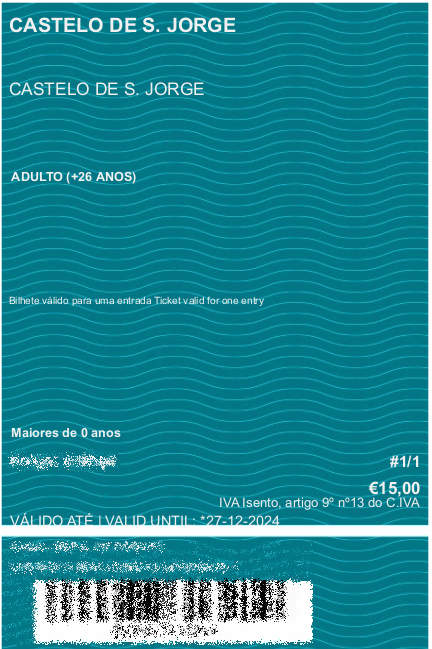 CASTELO DE S. JORGE
CASTELO DE S. JORGE
ADULTO (+26 ANOS)
Bilhete válido para uma entrada Ticket valid for one entry
Maiores de 0 anos
#1/1
€15,00
IVA Isento, artigo 9º nº13 do C.IVA
VÁLIDO ATÉ | VALID UNTIL: *27-12-2024